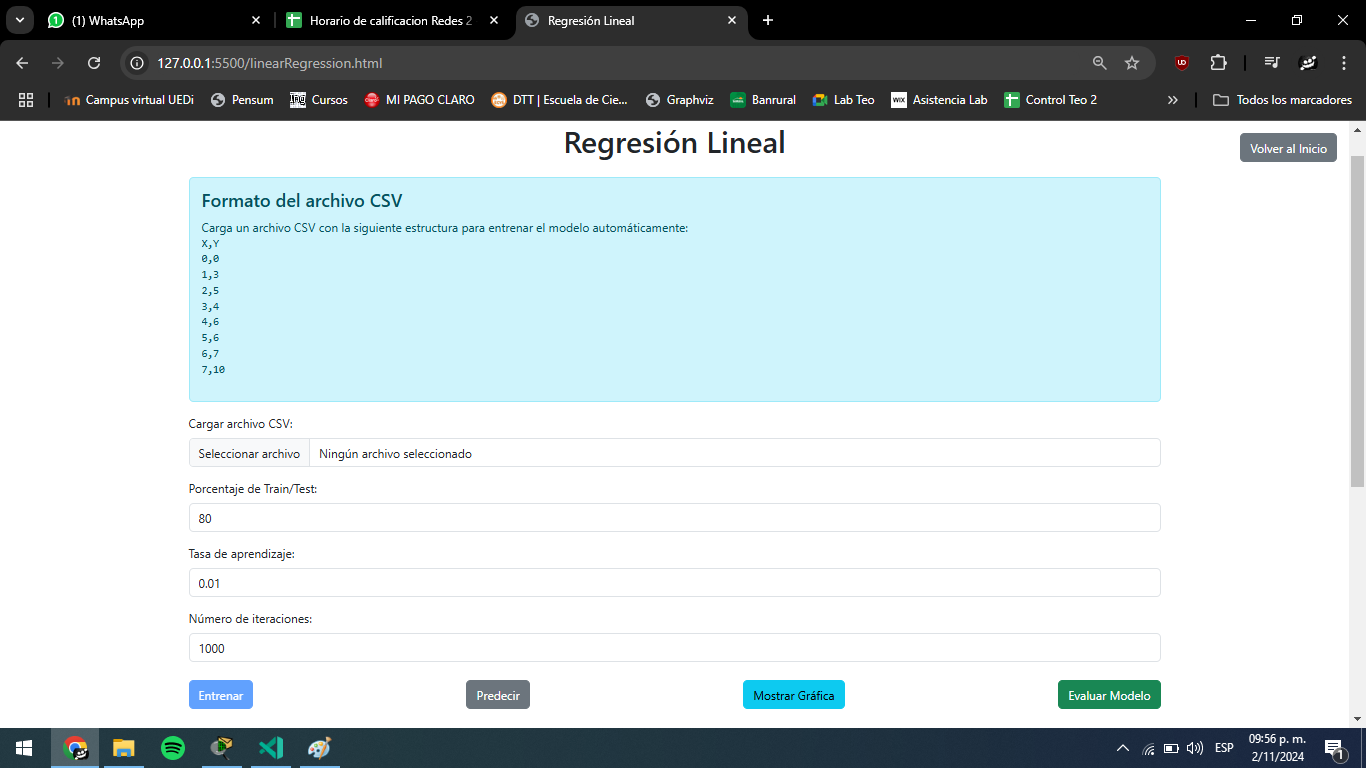 (1) WhatsApp
Horario de calificacion Redes 2
Regresión Lineal
127.0.0.1:5500/linearRegression.html
UD
Campus virtual UEDi
Pensum
Cursos
MI PAGO CLARO
DTT | Escuela de Cie...
Graphviz
Banrural
Lab Teo
WIX
Asistencia Lab
Control Teo 2
Todos los marcadores
Regresión Lineal
Volver al Inicio
Formato del archivo CSV
Carga un archivo CSV con la siguiente estructura para entrenar el modelo automáticamente:
X,Y
0,0
1,3
2,5
3,4
4,6
5,6
6,7
7,10
Cargar archivo CSV:
Seleccionar archivo Ningún archivo seleccionado
Porcentaje de Train/Test:
80
Tasa de aprendizaje:
0.01
Número de iteraciones:
1000
Entrenar
Predecir
Mostrar Gráfica
Evaluar Modelo
ESP
09:56 p. m.
2/11/2024
1